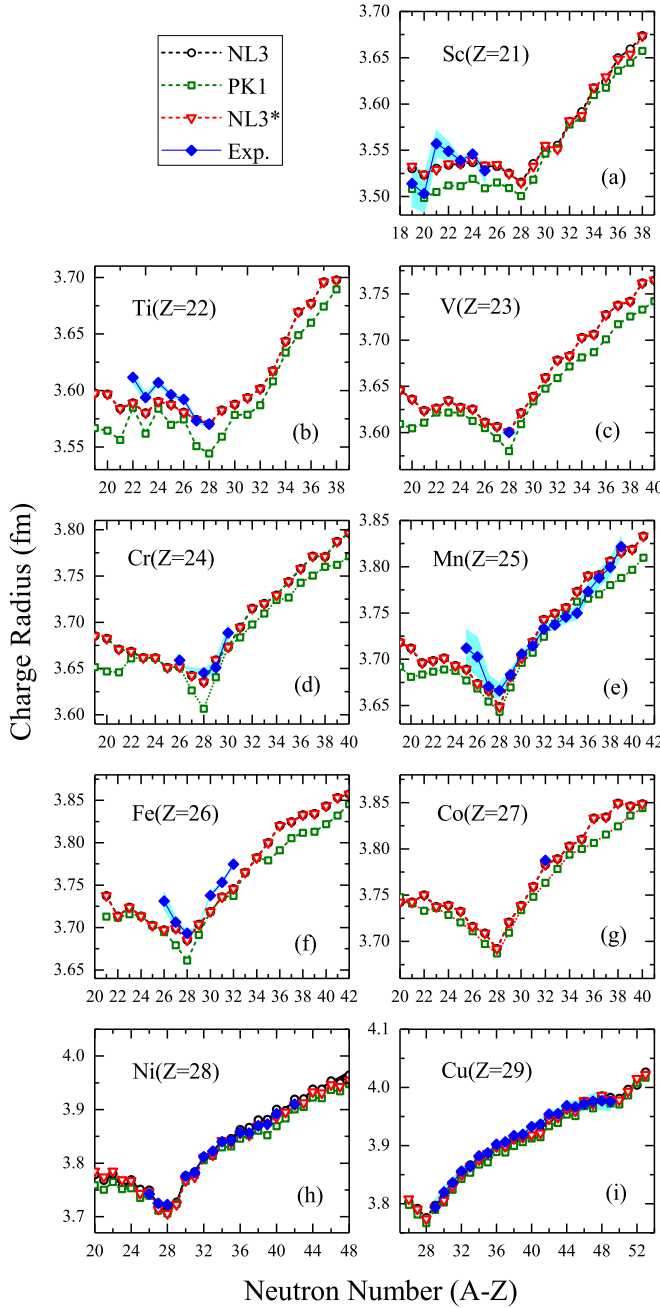 NL3
PK1
NL3*
Exp.
3.70
3.65
3.60
3.55
3.50
Sc(Z=21)
(a)
18 20 22 24 26 28 30 32 34 36 38
3.70
3.65
3.60
3.55
Ti(Z=22)
(b)
20 22 24 26 28 30 32 34 36 38
3.75
3.70
3.65
3.60
V(Z=23)
(c)
20 22 24 26 28 30 32 34 36 38 40
Charge Radius (fm)
3.80
3.75
3.70
3.65
3.60
Cr(Z=24)
(d)
20 22 24 26 28 30 32 34 36 38 40
3.85
3.80
3.75
3.70
3.65
Mn(Z=25)
(e)
20 22 24 26 28 30 32 34 36 38 40 42
3.85
3.80
3.75
3.70
3.65
Fe(Z=26)
(f)
20 22 24 26 28 30 32 34 36 38 40 42
3.85
3.80
3.75
3.70
Co(Z=27)
(g)
20 22 24 26 28 30 32 34 36 38 40
4.0
3.9
3.8
3.7
Ni(Z=28)
(h)
20 24 28 32 36 40 44 48
4.1
4.0
3.9
3.8
Cu(Z=29)
(i)
28 32 36 40 44 48 52
Neutron Number (A-Z)